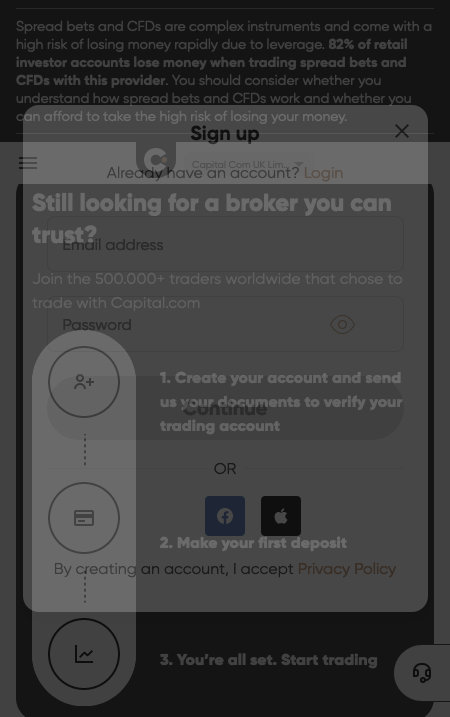 Spread bets and CFDs are complex instruments and come with a
high risk of losing money rapidly due to leverage. 82% of retail
investor accounts lose money when trading spread bets and
CFDs with this provider. You should consider whether you
understand how spread bets and CFDs work and whether you
can afford to take the high risk of losing your money.
Sign up
Capital Com UK Lim...
Already have an account? Login
Still looking for a broker you can
trust?
Email address
Join the 500.000+ traders worldwide that chose to
trade with Capital.com
Password
1. Create your account and send
us your documents to verify your
trading account
Continue
OR
2. Make your first deposit
By creating an account, I accept Privacy Policy
3. You're all set. Start trading